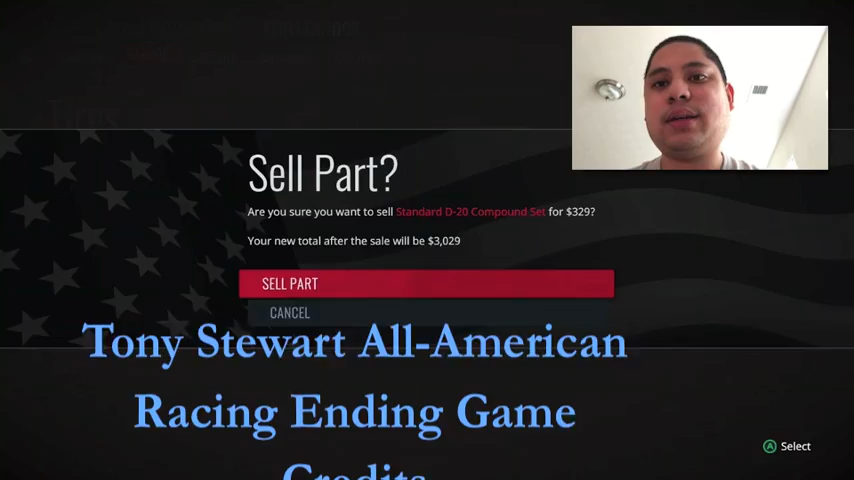 Tires
Sell Part?
Are you sure you want to sell Standard D-20 Compound Set for $329?
Your new total after the sale will be $3,029
SELL PART
CANCEL
Tony Stewart All-American
Racing Ending Game
Credits
A Select